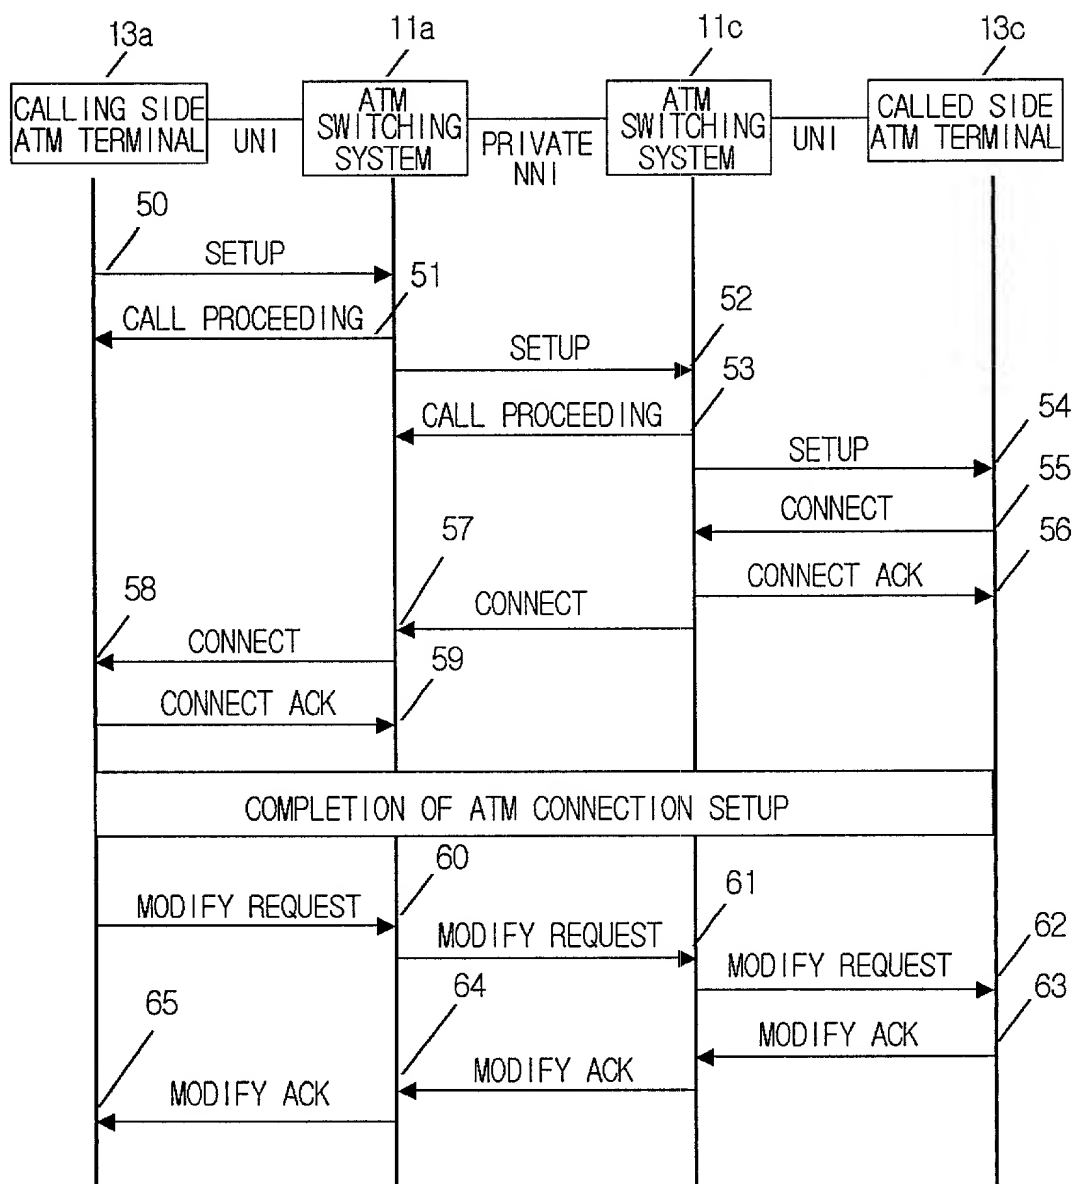 13a
11a
11c
13c
CALLING SIDE
ATM TERMINAL
UNI
ATM
SWITCHING
SYSTEM
PRIVATE
NNI
ATM
SWITCHING
SYSTEM
UNI
CALLED SIDE
ATM TERMINAL
50
SETUP
51
CALL PROCEEDING
52
SETUP
53
CALL PROCEEDING
54
SETUP
55
CONNECT
56
CONNECT ACK
57
CONNECT
58
CONNECT
59
CONNECT ACK
COMPLETION OF ATM CONNECTION SETUP
60
MODIFY REQUEST
61
MODIFY REQUEST
62
MODIFY REQUEST
63
MODIFY ACK
64
MODIFY ACK
65
MODIFY ACK